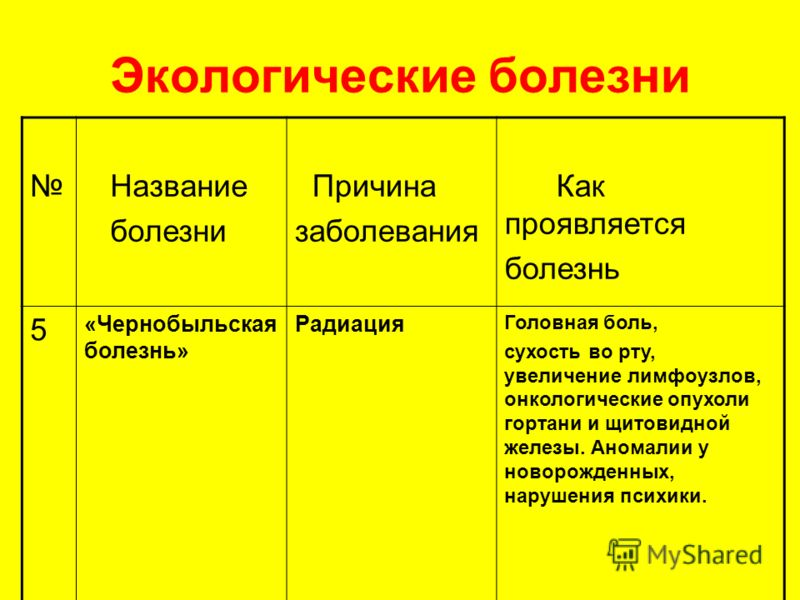 Экологические болезни
№
Название
болезни
Причина
заболевания
Как
проявляется
болезнь
5
«Чернобыльская
болезнь»
Радиация
Головная боль,
сухость во рту,
увеличение лимфоузлов,
онкологические опухоли
гортани и щитовидной
железы. Аномалии у
новорожденных,
нарушения психики.
MyShared